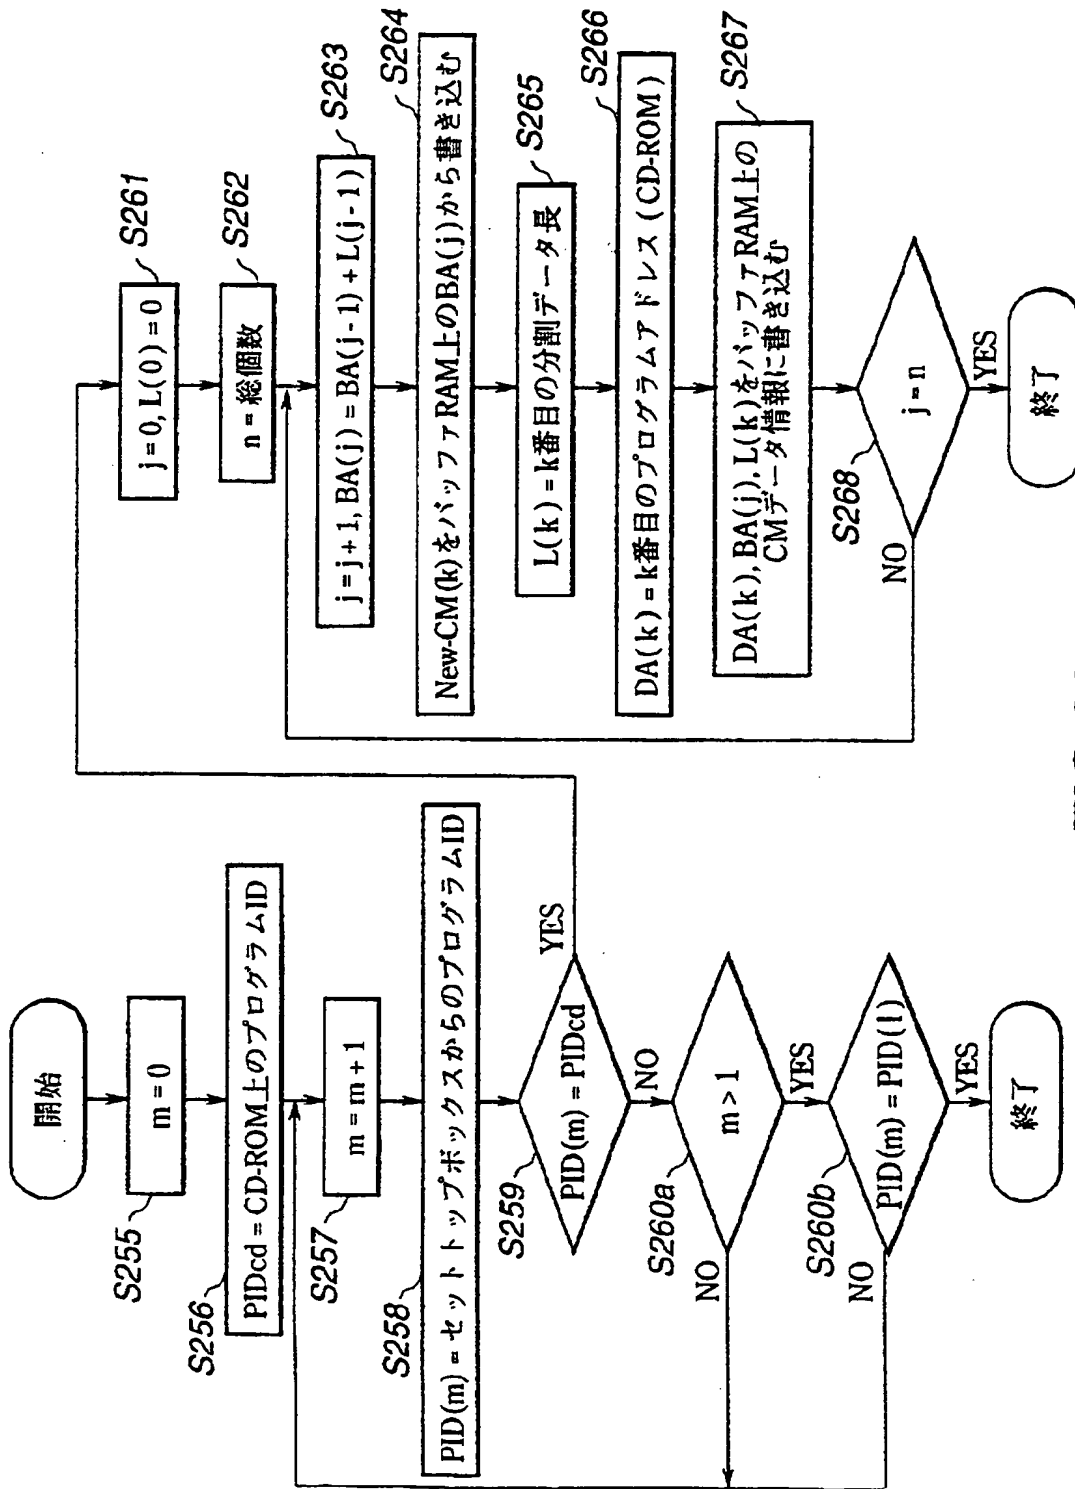 開始
S255
m = 0
S256
PIDcd = CD-ROM上のプログラムID
S257
m = m + 1
S258
PID(m) = セットトップボックスからのプログラムID
S259
PID(m) = PIDcd
YES
NO
S260a
m > 1
NO
YES
S260b
PID(m) = PID(1)
NO
YES
終了
S261
j = 0, L(0) = 0
S262
n = 総個数
S263
j = j + 1, BA(j) = BA(j - 1) + L(j - 1)
S264
New-CM(k)をバッファRAM上のBA(j)から書き込む
S265
L(k) = k番目の分割データ長
S266
DA(k) = k番目のプログラムアドレス(CD-ROM)
S267
DA(k), BA(j), L(k)をバッファRAM上の
CMデータ情報に書き込む
S268
j = n
NO
YES
終了